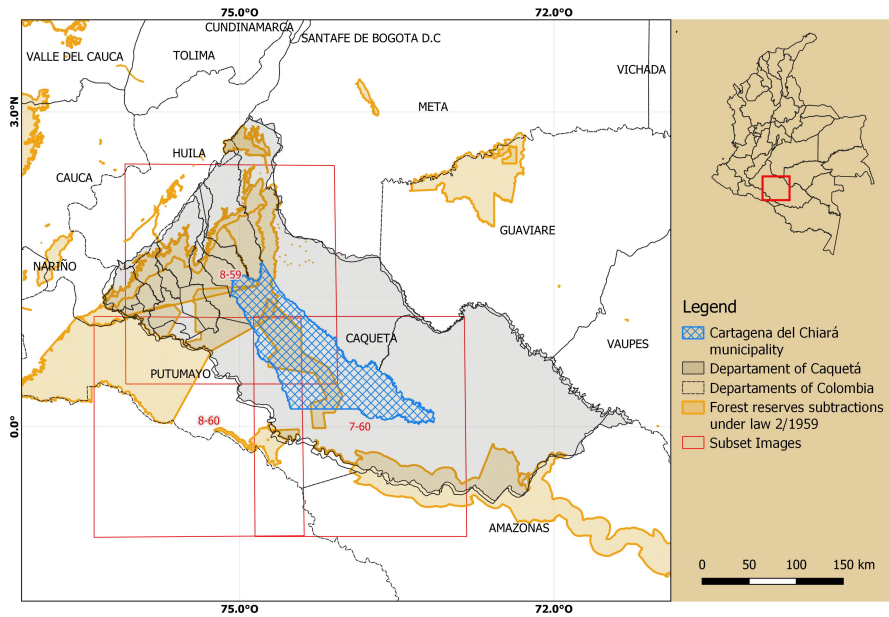 75.0°O
72.0°O
CUNDINAMARCA
SANTAFE DE BOGOTA D.C
VALLE DEL CAUCA
TOLIMA
VICHADA
META
3.0°N
HUILA
CAUCA
GUAVIARE
NARIÑO
8-59
CAQUETÁ
VAUPES
PUTUMAYO
8-60
7-60
0.0°
AMAZONAS
75.0°O
72.0°O
Legend
Cartagena del Chiará
municipality
Departament of Caquetá
Departaments of Colombia
Forest reserves subtractions
under law 2/1959
Subset Images
0 50 100 150 km